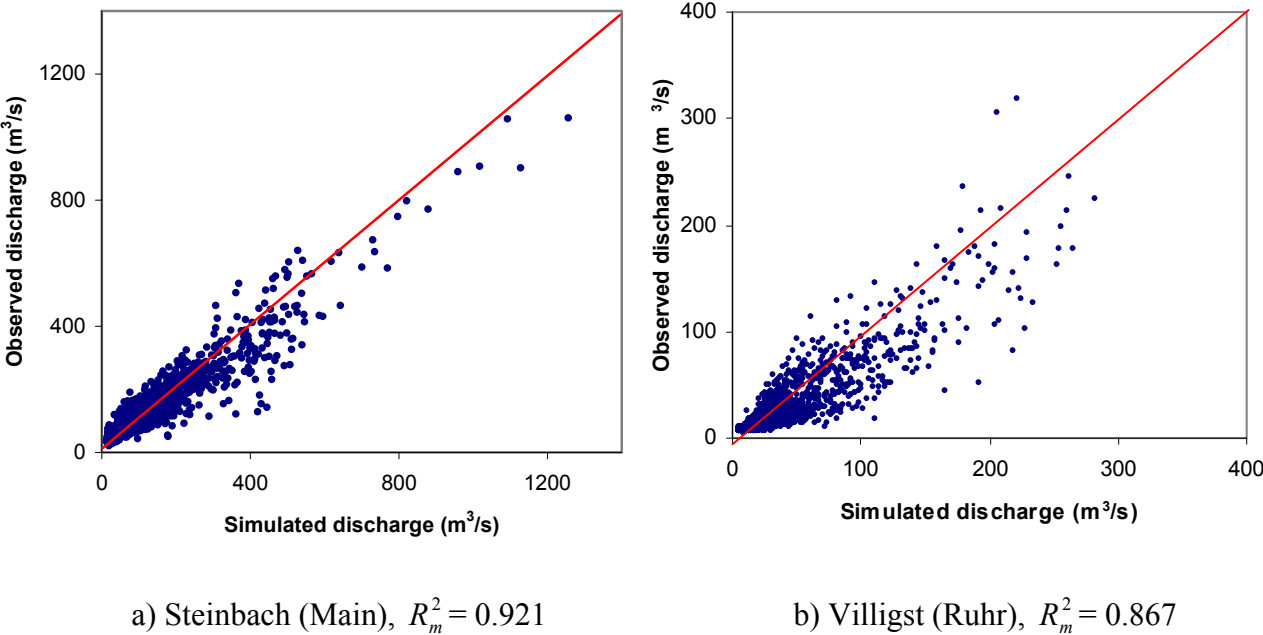 1200
800
400
0
Observed discharge (m³/s)
0 400 800 1200
Simulated discharge (m³/s)
400
300
200
100
0
Observed discharge (m ³/s)
0 100 200 300 400
Simulated discharge (m³/s)
a) Steinbach (Main), R²ₘ = 0.921
b) Villigst (Ruhr), R²ₘ = 0.867